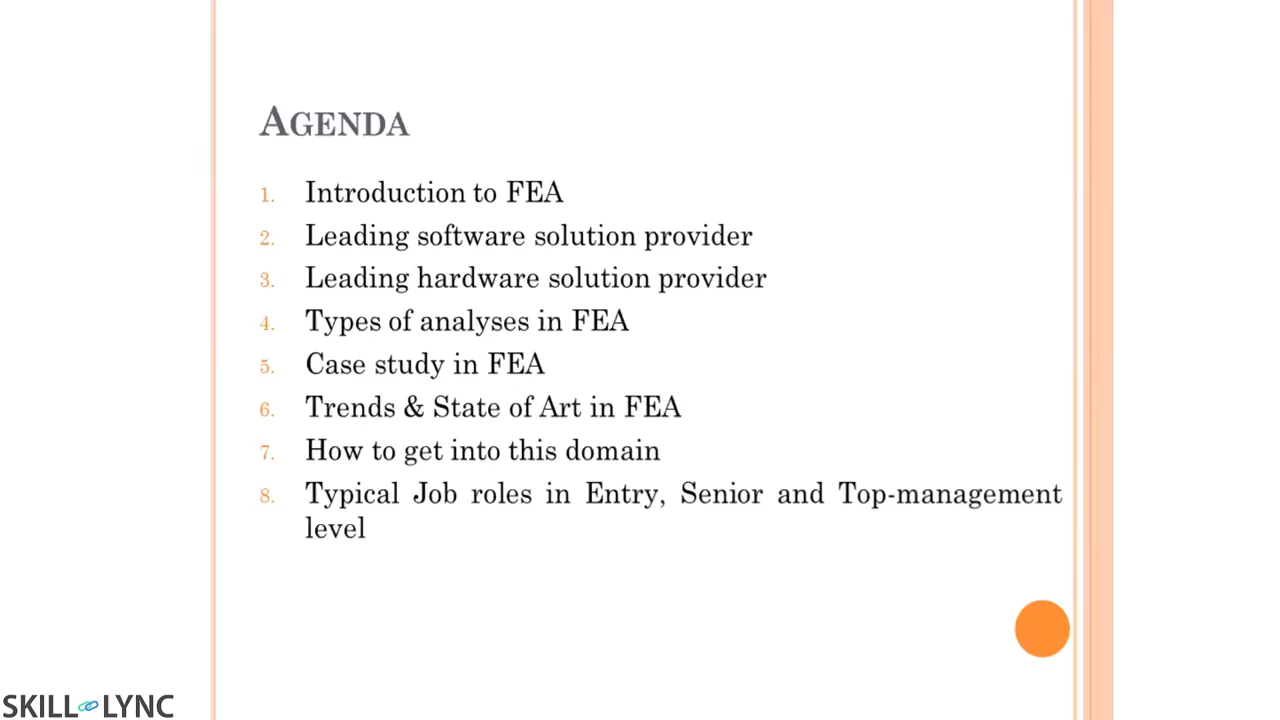 AGENDA
1. Introduction to FEA
2. Leading software solution provider
3. Leading hardware solution provider
4. Types of analyses in FEA
5. Case study in FEA
6. Trends & State of Art in FEA
7. How to get into this domain
8. Typical Job roles in Entry, Senior and Top-management
level
SKILL LYNC